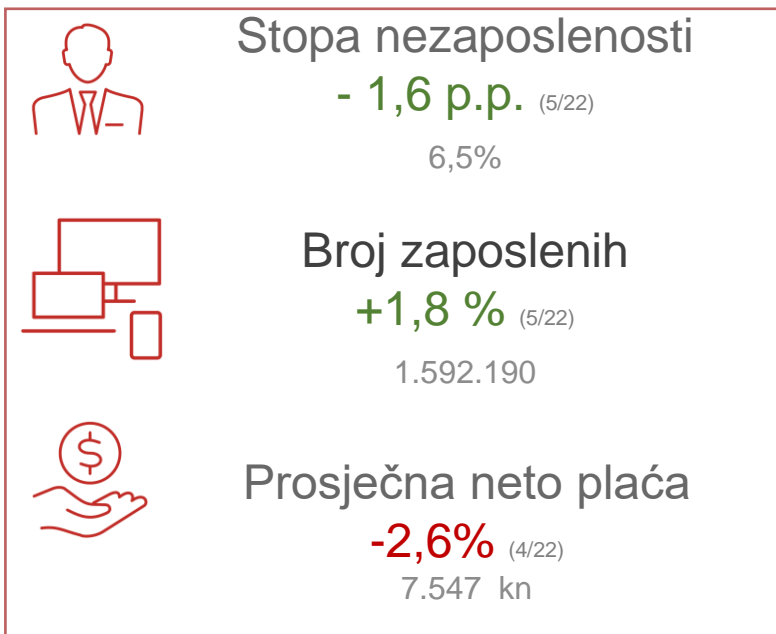 Stopa nezaposlenosti
- 1,6 p.p. (5/22)
6,5%
Broj zaposlenih
+1,8 % (5/22)
1.592.190
$
Prosječna neto plaća
-2,6% (4/22)
7.547 kn